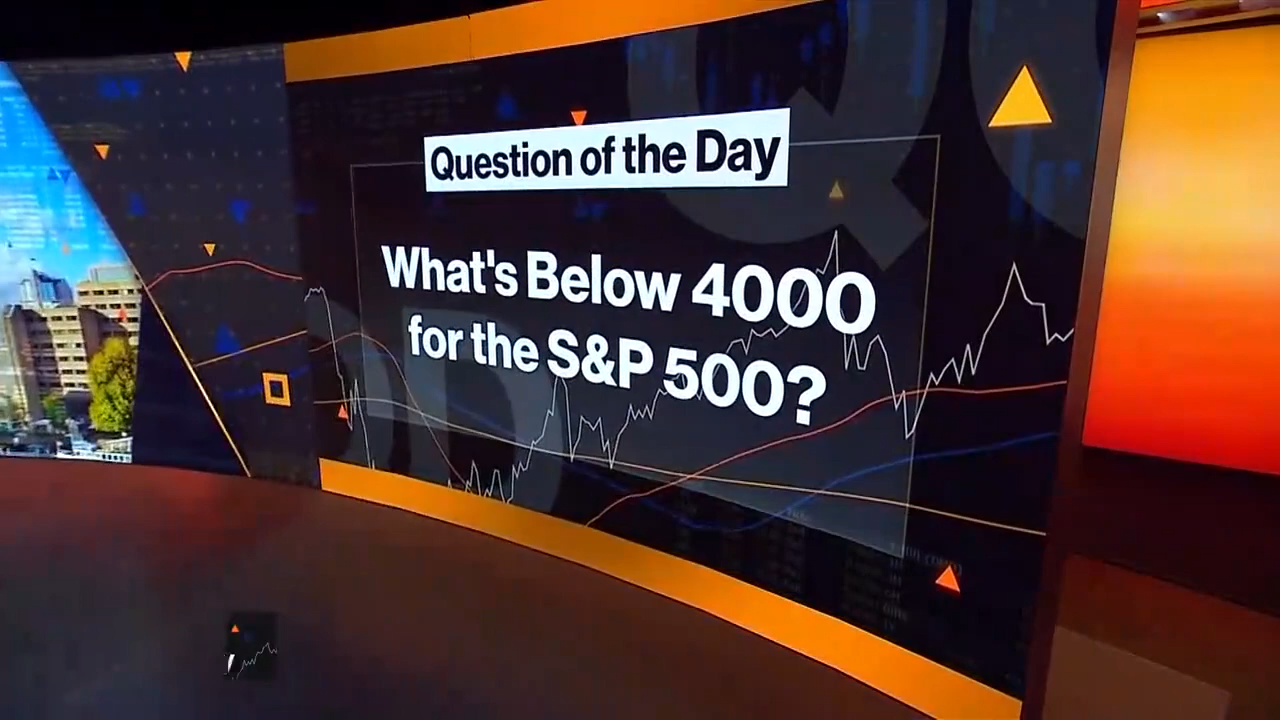 Question of the Day
What's Below 4000
for the S&P 500?